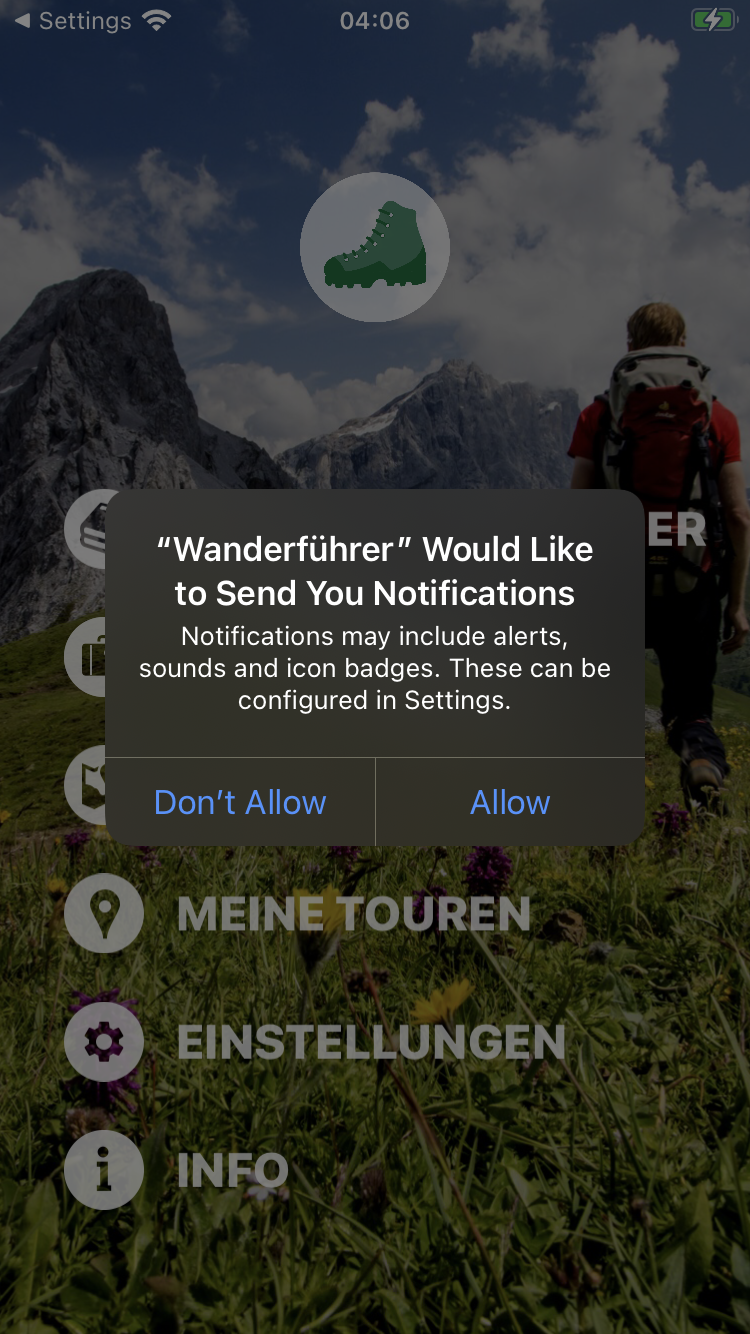 Settings
04:06
“Wanderführer” Would Like
to Send You Notifications
Notifications may include alerts,
sounds and icon badges. These can be
configured in Settings.
Don’t Allow
Allow
ER
MEINE TOUREN
EINSTELLUNGEN
INFO